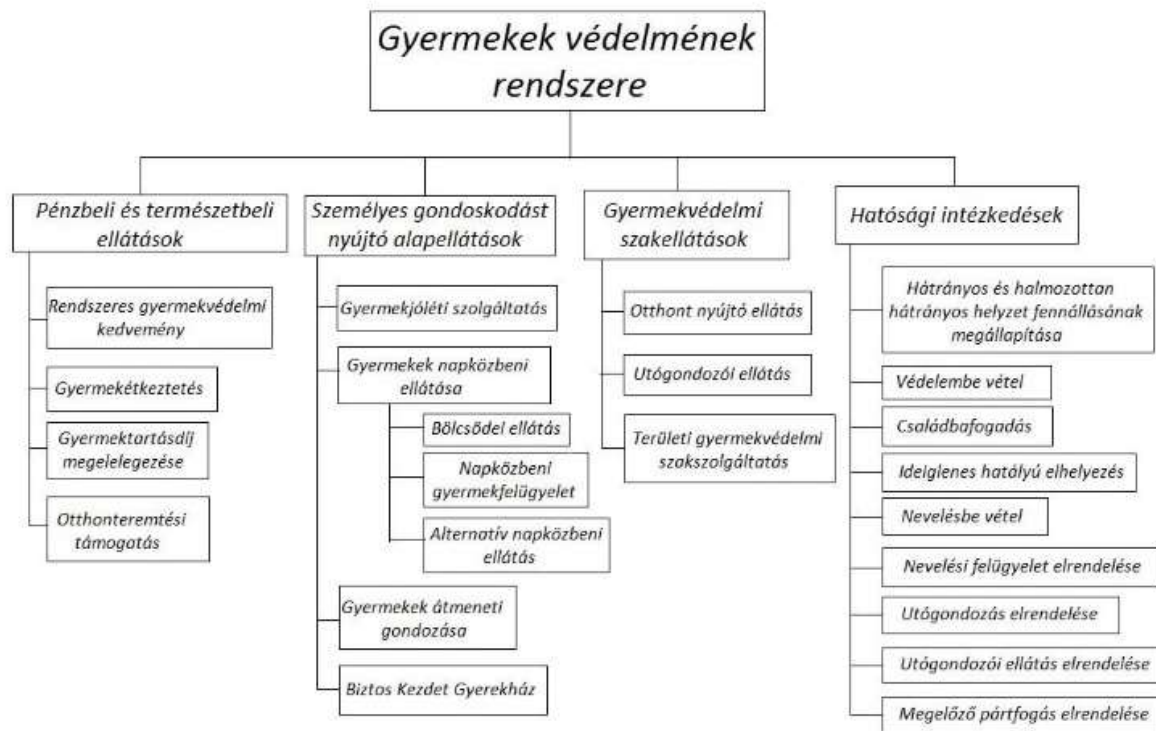 Gyermekek védelmének
rendszere
Pénzbeli és természetbeli
ellátások
Rendszeres gyermekvédelmi
kedvemény
Gyermekétkeztetés
Gyermektartásdíj
megelelegezése
Otthonteremtési
támogatás
Személyes gondoskodást
nyújtó alapellátások
Gyermekjóléti szolgáltatás
Gyermekek napközbeni
ellátása
Bölcsődei ellátás
Napközbeni
gyermekfelügyelet
Alternatív napközbeni
ellátás
Gyermekek átmeneti
gondozása
Biztos Kezdet Gyerekház
Gyermekvédelmi
szakellátások
Otthont nyújtó ellátás
Utógondozói ellátás
Területi gyermekvédelmi
szakszolgáltatás
Hatósági intézkedések
Hátrányos és halmozottan
hátrányos helyzet fennállásának
megállapítása
Védelembe vétel
Családbafogadás
Ideiglenes hatályú elhelyezés
Nevelésbe vétel
Nevelési felügyelet elrendelése
Utógondozás elrendelése
Utógondozói ellátás elrendelése
Megelőző pártfogás elrendelése